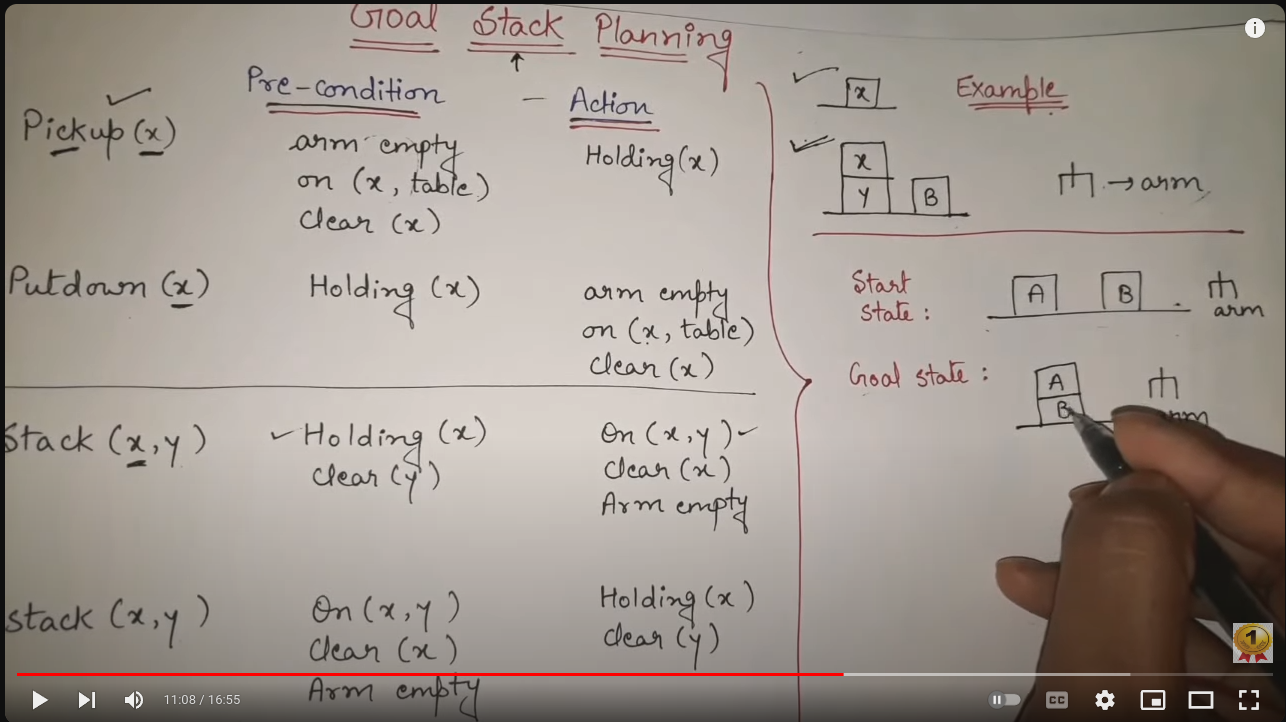 Goal Stack Planning
Pre-condition – Action
Pickup (x)
arm empty
on (x, table)
Clear (x)
Holding (x)
Putdown (x)
Holding (x)
arm empty
on (x, table)
Clear (x)
Stack (x, y)
Holding (x)
Clear (y)
On (x, y)
Clear (x)
Arm empty
stack (x, y)
On (x, y)
Clear (x)
Arm empty
Holding (x)
Clear (y)
Example
x
x
y
B
→ arm
Start
state :
A
B
arm
Goal state :
A
B
arm
1
11:08 / 16:55
CC